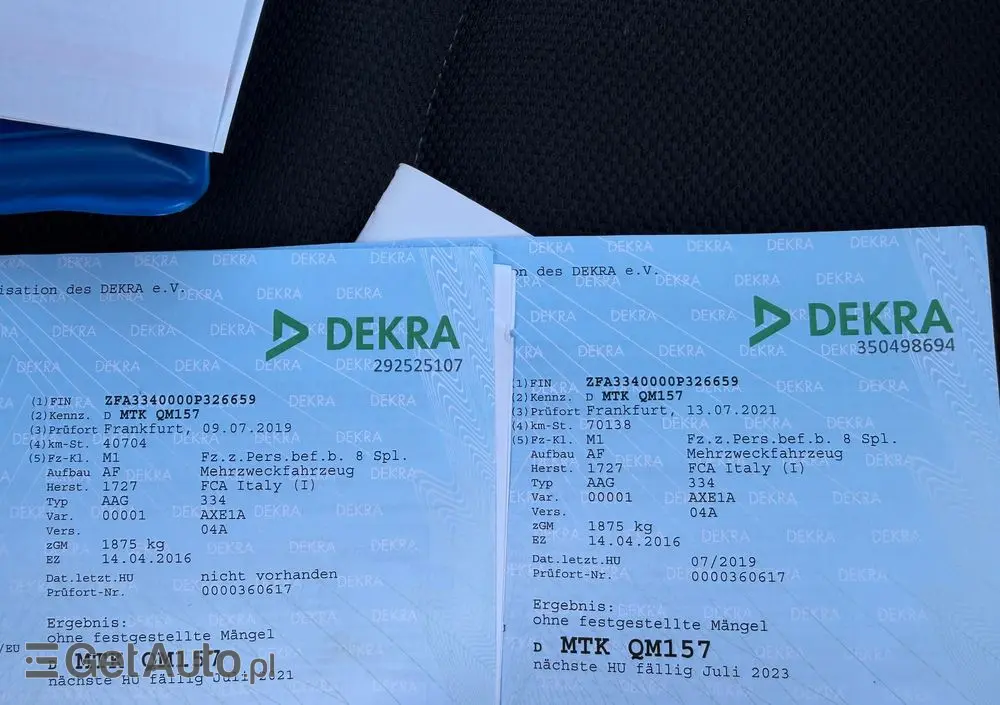 isation des DEKRA e.V.
DEKRA
292525107
(1) FIN ZFA3340000P326659
(2) Kennz. D MTK QM157
(3) Prüfort Frankfurt, 09.07.2019
(4) km-St. 40704
(5) Fz-Kl. M1 Fz.z.Pers.bef.b. 8 Spl.
Aufbau AF Mehrzweckfahrzeug
Herst. 1727 FCA Italy (I)
Typ AAG 334
Var. 00001 AXE1A
Vers. 04A
zGM 1875 kg
EZ 14.04.2016
Dat.letzt.HU nicht vorhanden
Prüfort-Nr. 0000360617
Ergebnis:
ohne festgestellte Mängel
/EU
D MTK QM157
nächste HU fällig Juli 2021
GetAuto.pl
on des DEKRA e.V.
DEKRA
350498694
(1) FIN ZFA3340000P326659
(2) Kennz. D MTK QM157
(3) Prüfort Frankfurt, 13.07.2021
(4) km-St. 70138
(5) Fz-Kl. M1 Fz.z.Pers.bef.b. 8 Spl.
Aufbau AF Mehrzweckfahrzeug
Herst. 1727 FCA Italy (I)
Typ AAG 334
Var. 00001 AXE1A
Vers. 04A
zGM 1875 kg
EZ 14.04.2016
Dat.letzt.HU 07/2019
Prüfort-Nr. 0000360617
Ergebnis:
ohne festgestellte Mängel
D MTK QM157
nächste HU fällig Juli 2023